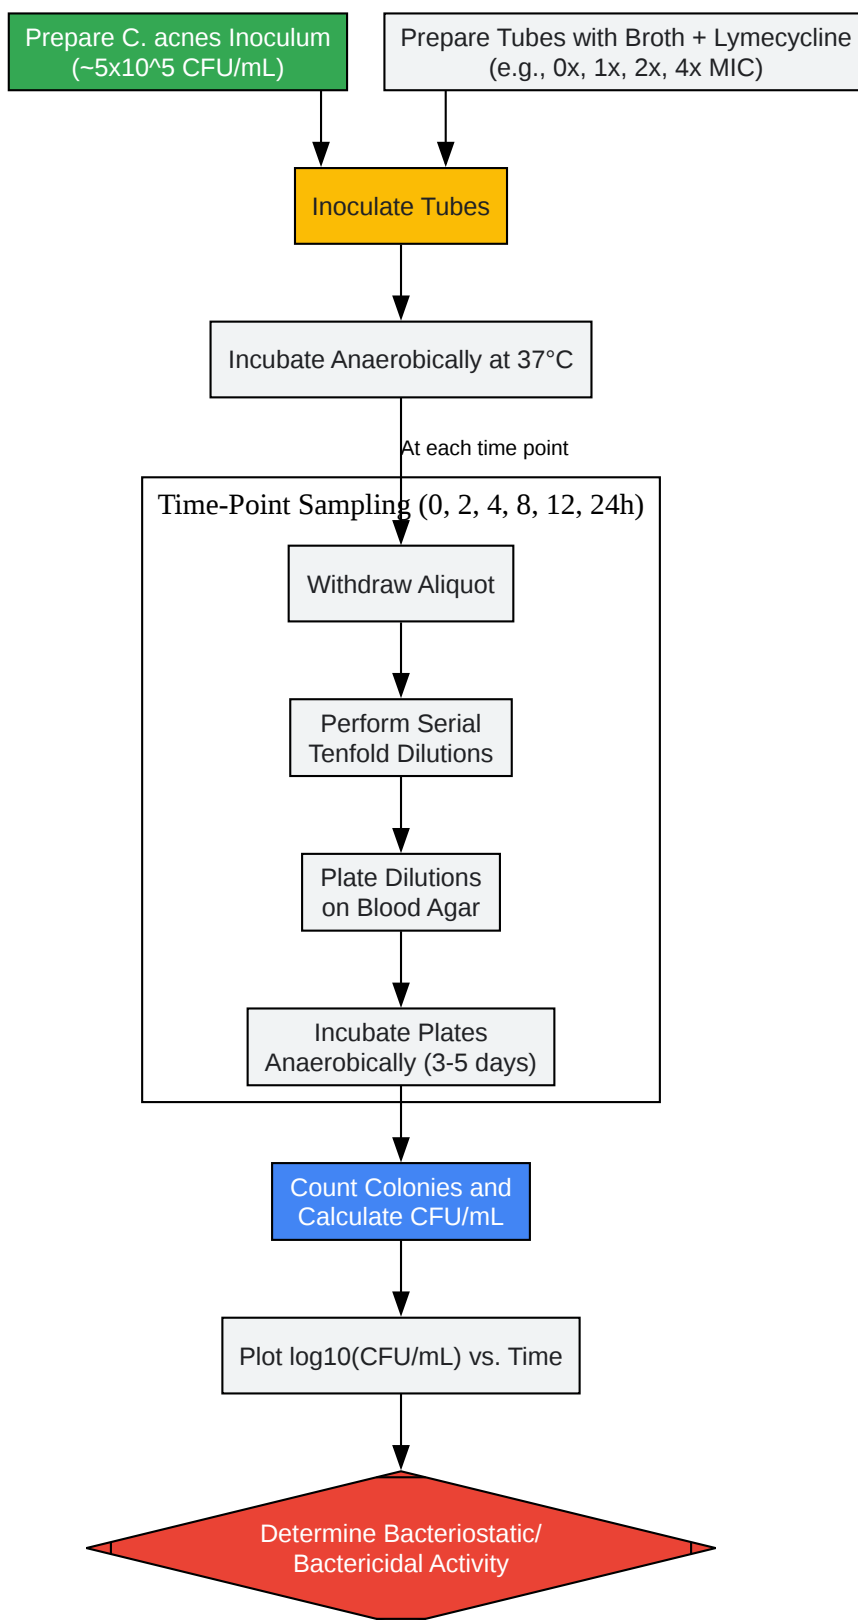 Prepare C. acnes Inoculum
(~5x10^5 CFU/mL)
Prepare Tubes with Broth + Lymecycline
(e.g., 0x, 1x, 2x, 4x MIC)
Inoculate Tubes
Incubate Anaerobically at 37°C
At each time point
Time-Point Sampling (0, 2, 4, 8, 12, 24h)
Withdraw Aliquot
Perform Serial
Tenfold Dilutions
Plate Dilutions
on Blood Agar
Incubate Plates
Anaerobically (3-5 days)
Count Colonies and
Calculate CFU/mL
Plot log10(CFU/mL) vs. Time
Determine Bacteriostatic/
Bactericidal Activity